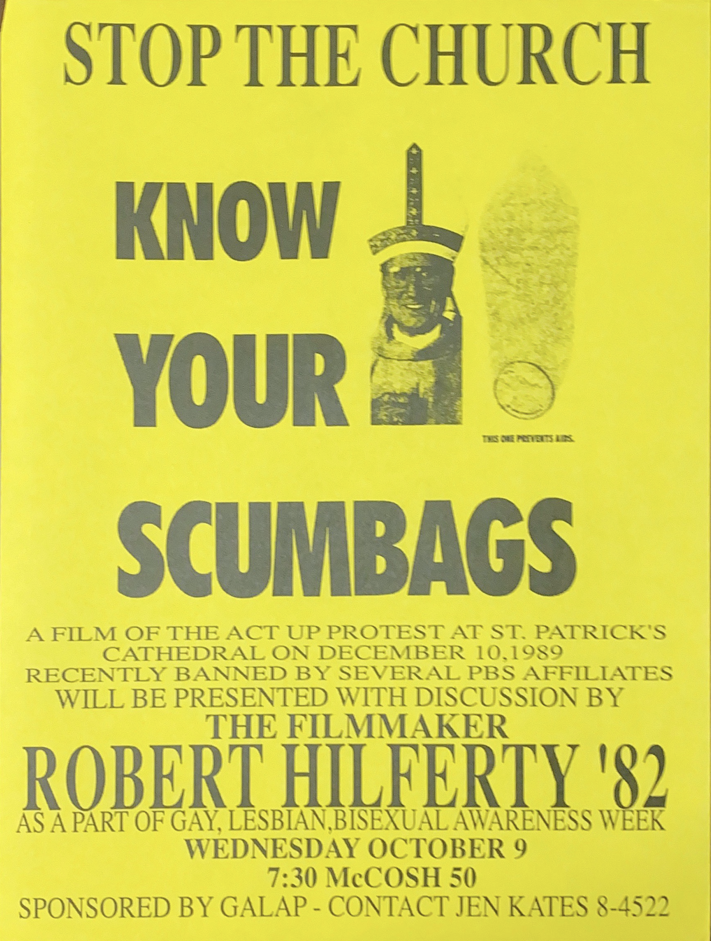 STOP THE CHURCH
KNOW
YOUR
THIS ONE PREVENTS AIDS.
SCUMBAGS
A FILM OF THE ACT UP PROTEST AT ST. PATRICK'S
CATHEDRAL ON DECEMBER 10,1989
RECENTLY BANNED BY SEVERAL PBS AFFILIATES
WILL BE PRESENTED WITH DISCUSSION BY
THE FILMMAKER
ROBERT HILFERTY '82
AS A PART OF GAY, LESBIAN,BISEXUAL AWARENESS WEEK
WEDNESDAY OCTOBER 9
7:30 McCOSH 50
SPONSORED BY GALAP - CONTACT JEN KATES 8-4522